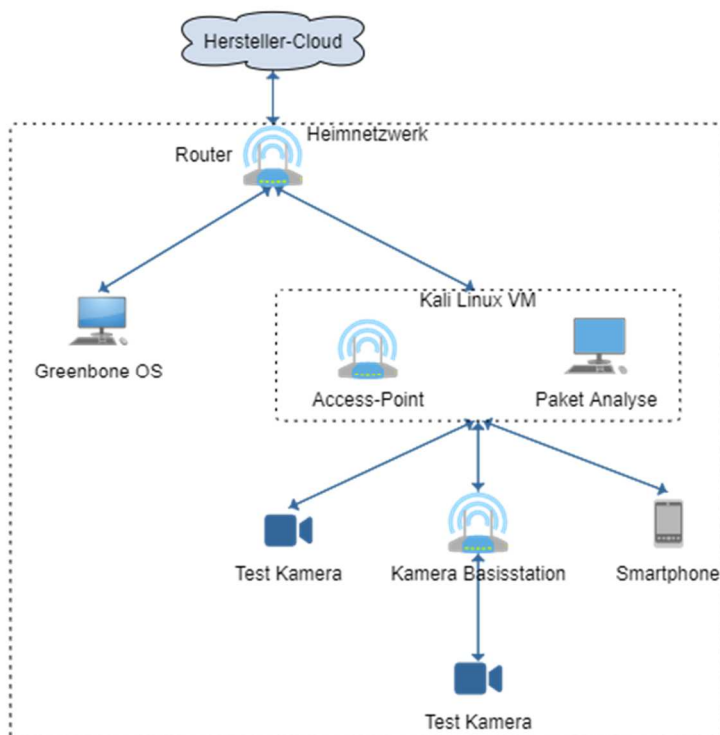 Hersteller-Cloud
Heimnetzwerk
Router
Kali Linux VM
Greenbone OS
Access-Point
Paket Analyse
Test Kamera
Kamera Basisstation
Smartphone
Test Kamera